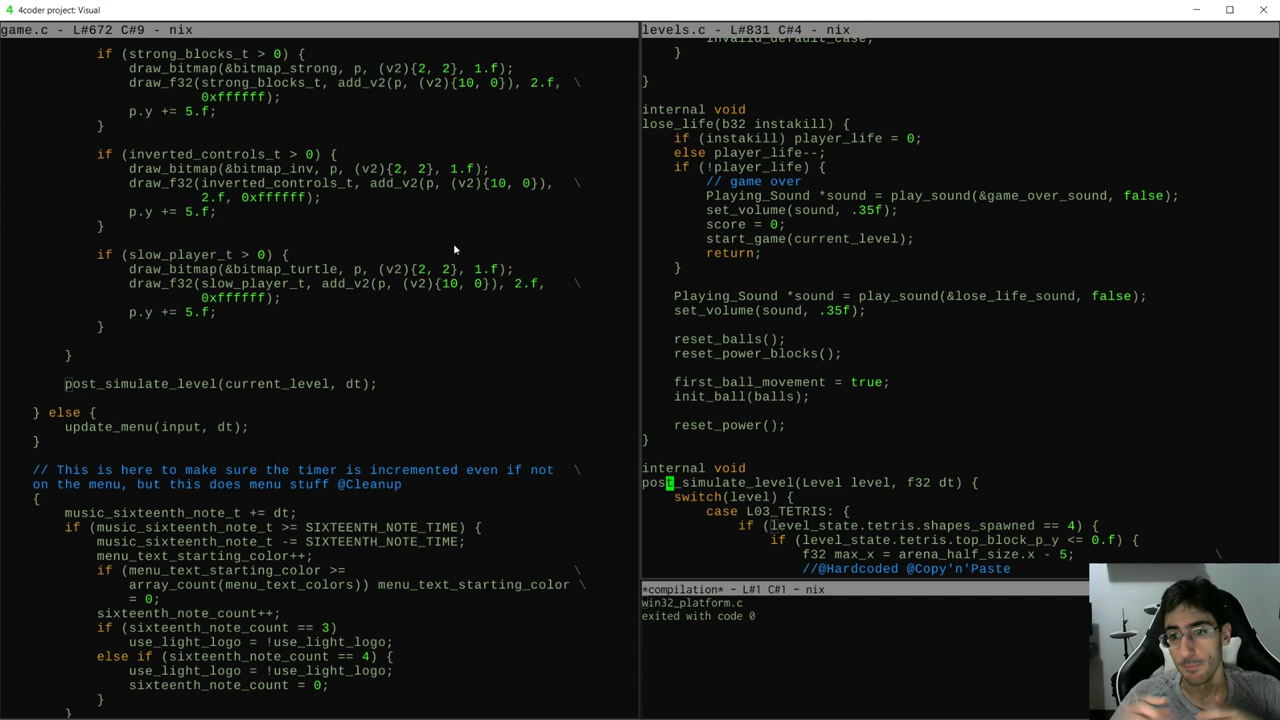 4coder project: Visual
game.c - L#672 C#9 - nix
if (strong_blocks_t > 0) {
draw_bitmap(&bitmap_strong, p, (v2){2, 2}, 1.f);
draw_f32(strong_blocks_t, add_v2(p, (v2){10, 0}), 2.f, \
0xffffff);
p.y += 5.f;
}
if (inverted_controls_t > 0) {
draw_bitmap(&bitmap_inv, p, (v2){2, 2}, 1.f);
draw_f32(inverted_controls_t, add_v2(p, (v2){10, 0}), \
2.f, 0xffffff);
p.y += 5.f;
}
if (slow_player_t > 0) {
draw_bitmap(&bitmap_turtle, p, (v2){2, 2}, 1.f);
draw_f32(slow_player_t, add_v2(p, (v2){10, 0}), 2.f, \
0xffffff);
p.y += 5.f;
}
}
post_simulate_level(current_level, dt);
} else {
update_menu(input, dt);
}
// This is here to make sure the timer is incremented even if not \
on the menu, but this does menu stuff @Cleanup
{
music_sixteenth_note_t += dt;
if (music_sixteenth_note_t >= SIXTEENTH_NOTE_TIME) {
music_sixteenth_note_t -= SIXTEENTH_NOTE_TIME;
menu_text_starting_color++;
if (menu_text_starting_color >= \
array_count(menu_text_colors)) menu_text_starting_color \
= 0;
sixteenth_note_count++;
if (sixteenth_note_count == 3)
use_light_logo = !use_light_logo;
else if (sixteenth_note_count == 4) {
use_light_logo = !use_light_logo;
sixteenth_note_count = 0;
}
}
levels.c - L#831 C#4 - nix
invalid_default_case;
}
}
internal void
lose_life(b32 instakill) {
if (instakill) player_life = 0;
else player_life--;
if (!player_life) {
// game over
Playing_Sound *sound = play_sound(&game_over_sound, false);
set_volume(sound, .35f);
score = 0;
start_game(current_level);
return;
}
Playing_Sound *sound = play_sound(&lose_life_sound, false);
set_volume(sound, .35f);
reset_balls();
reset_power_blocks();
first_ball_movement = true;
init_ball(balls);
reset_power();
}
internal void
post_simulate_level(Level level, f32 dt) {
switch(level) {
case L03_TETRIS: {
if (level_state.tetris.shapes_spawned == 4) {
if (level_state.tetris.top_block_p_y <= 0.f) {
f32 max_x = arena_half_size.x - 5; \
//@Hardcoded @Copy'n'Paste
*compilation* - L#1 C#1 - nix
win32_platform.c
exited with code 0